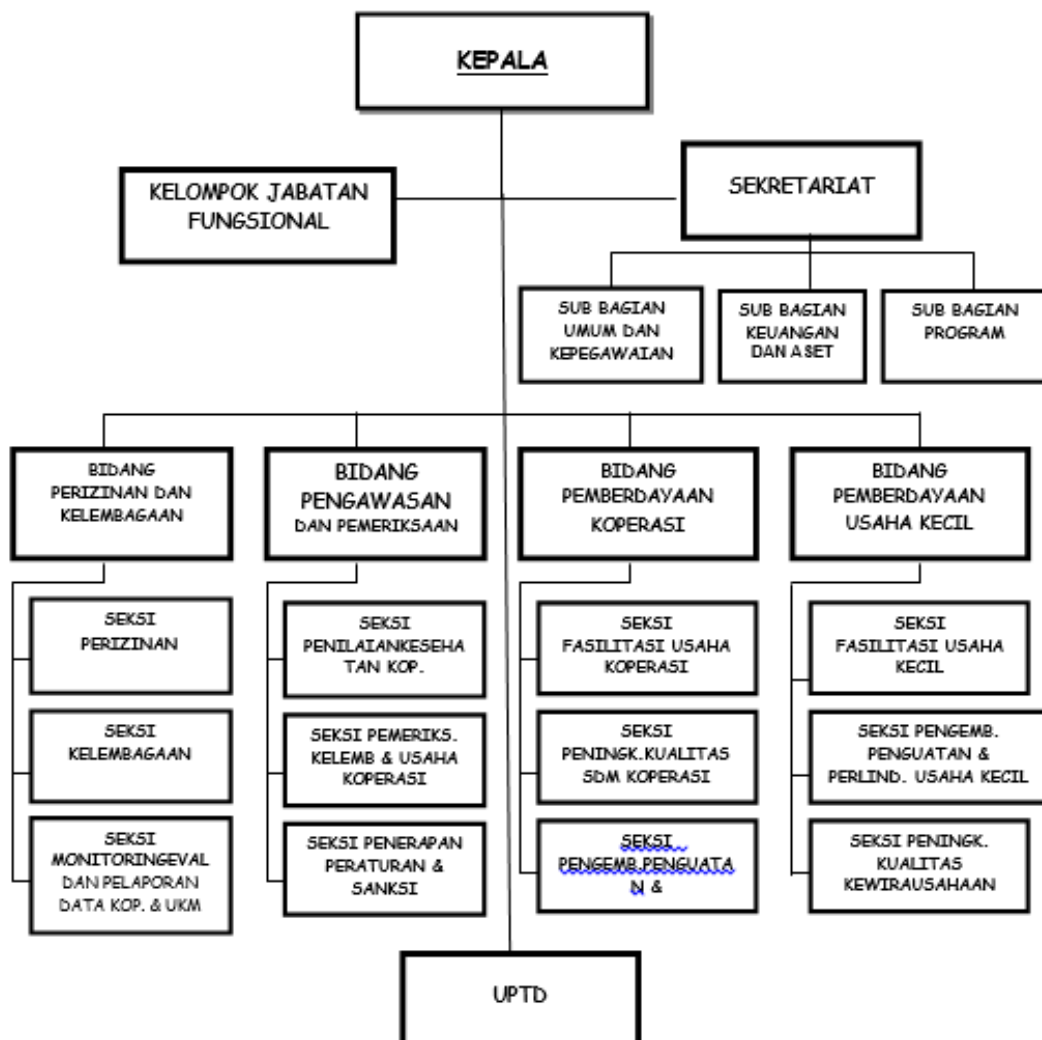 KEPALA
KELOMPOK JABATAN
FUNGSIONAL
SEKRETARIAT
SUB BAGIAN
UMUM DAN
KEPEGAWAIAN
SUB BAGIAN
KEUANGAN
DAN ASET
SUB BAGIAN
PROGRAM
BIDANG
PERIZINAN DAN
KELEMBAGAAN
BIDANG
PENGAWASAN
DAN PEMERIKSAAN
BIDANG
PEMBERDAYAAN
KOPERASI
BIDANG
PEMBERDAYAAN
USAHA KECIL
SEKSI
PERIZINAN
SEKSI
KELEMBAGAAN
SEKSI
MONITORINGEVAL
DAN PELAPORAN
DATA KOP. & UKM
SEKSI
PENILAIANKESEHA
TAN KOP.
SEKSI PEMERIKS.
KELEMB & USAHA
KOPERASI
SEKSI PENERAPAN
PERATURAN &
SANKSI
SEKSI
FASILITASI USAHA
KOPERASI
SEKSI
PENINGK.KUALITAS
SDM KOPERASI
SEKSI
PENGEMB.PENGUATA
N &
SEKSI
FASILITASI USAHA
KECIL
SEKSI PENGEMB.
PENGUATAN &
PERLIND. USAHA KECIL
SEKSI PENINGK.
KUALITAS
KEWIRAUSAHAAN
UPTD